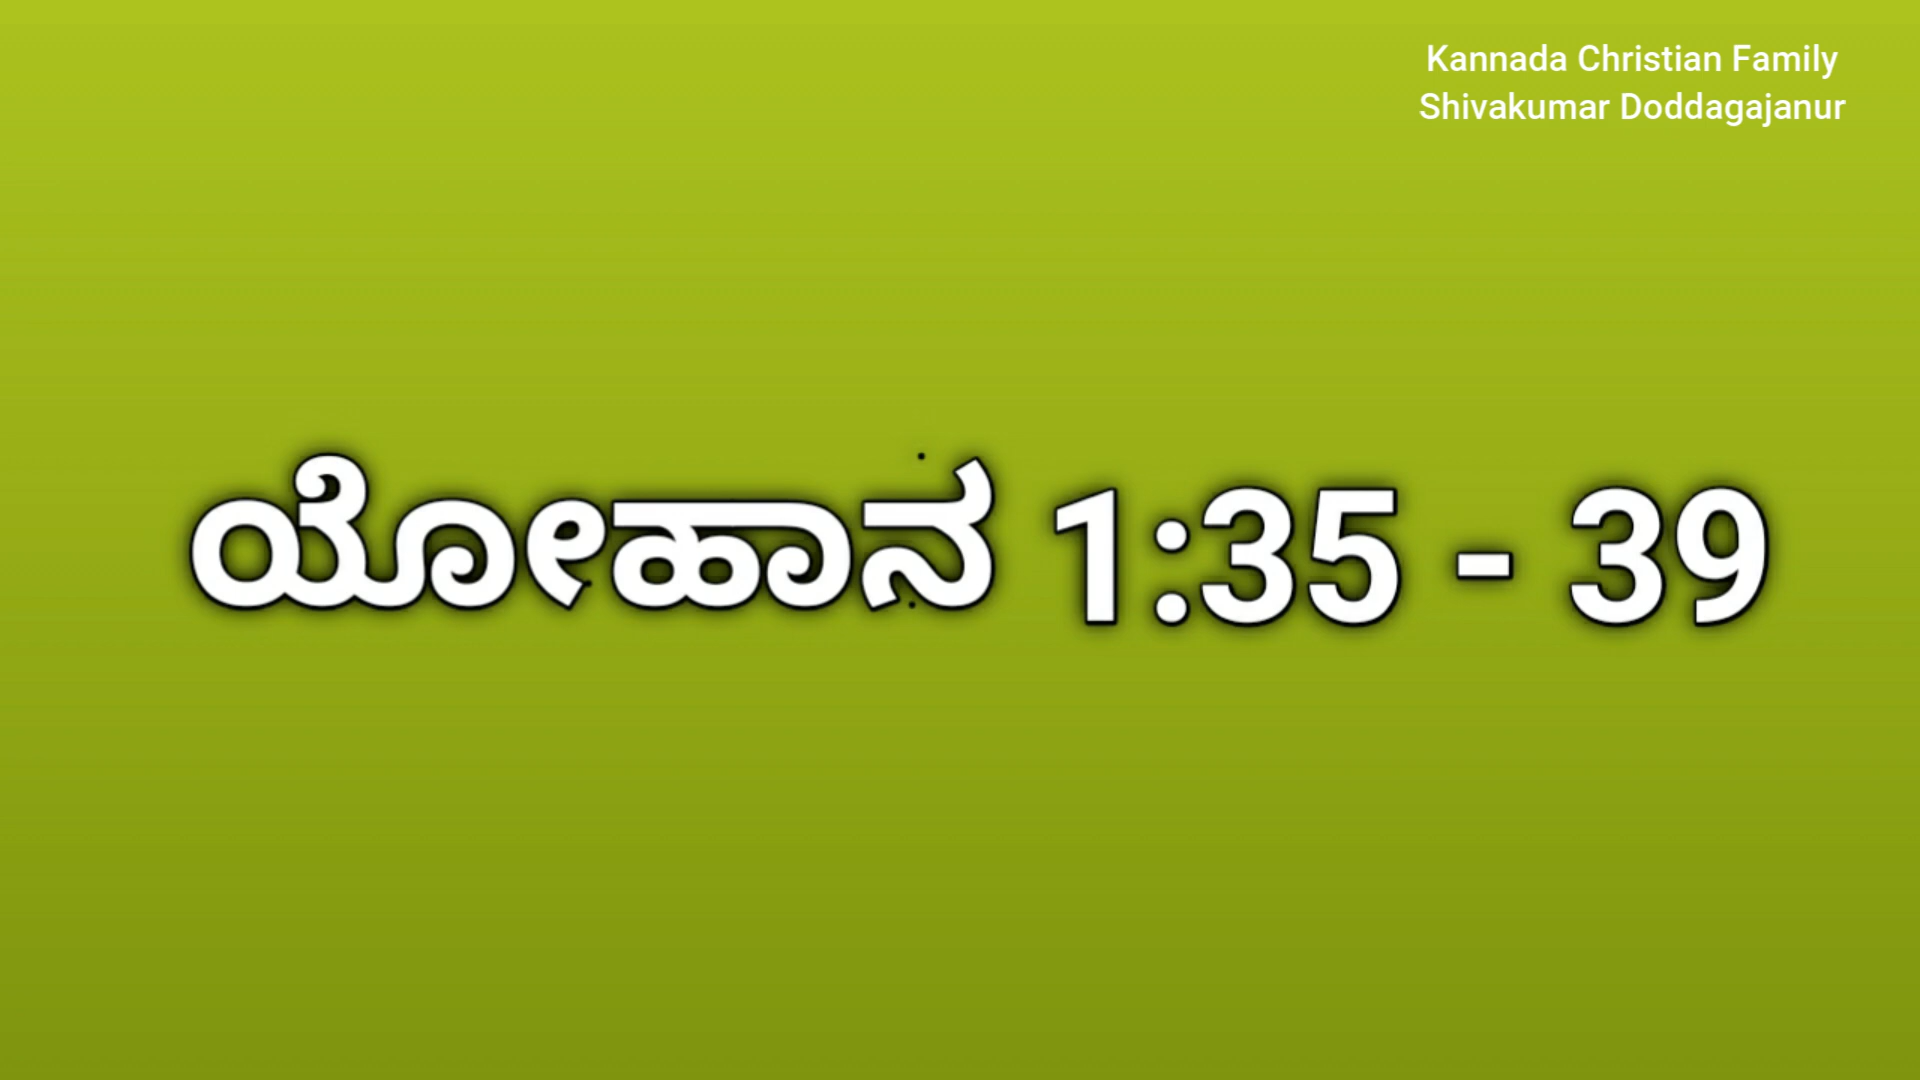 Kannada Christian Family
Shivakumar Doddagajanur
ಯೋಹಾನ 1:35 - 39